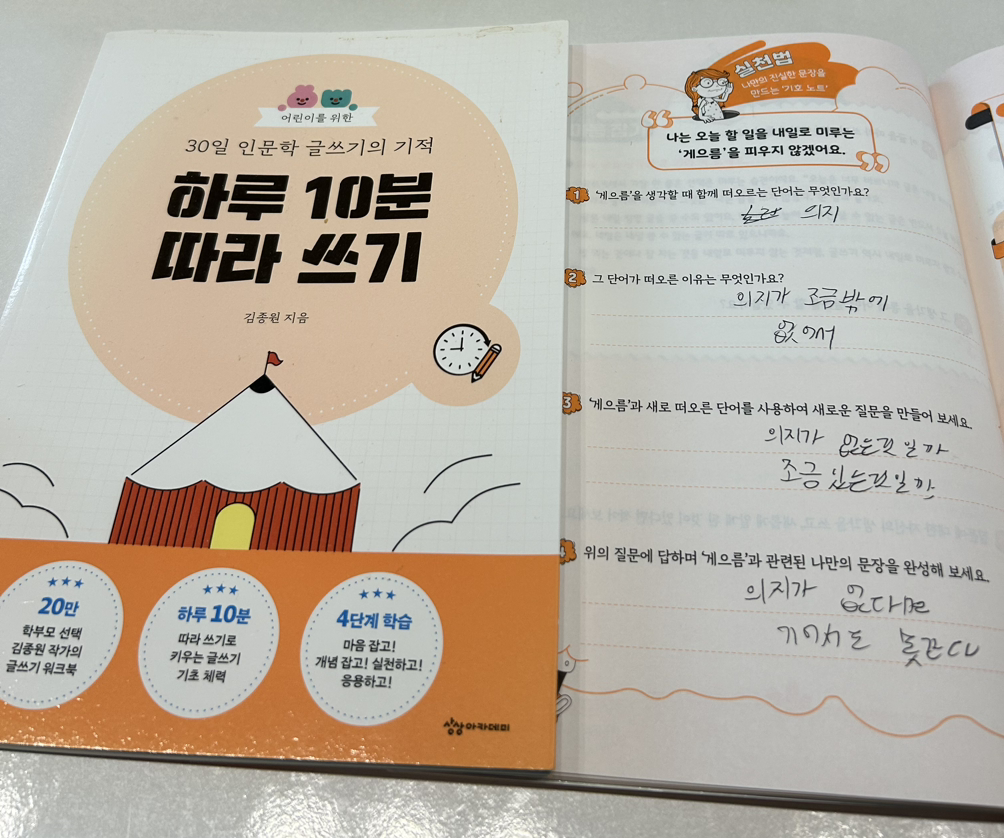 어린이를 위한
30일 인문학 글쓰기의 기적
하루 10분
따라 쓰기
김종원 지음
★★★
20만
학부모 선택
김종원 작가의
글쓰기 워크북
★★★
하루 10분
따라 쓰기로
키우는 글쓰기
기초 체력
★★★
4단계 학습
마음 잡고!
개념 잡고! 실천하고!
응용하고!
상상아카데미
실천법
나만의 진실한 문장을
만드는 '기호 노트'
나는 오늘 할 일을 내일로 미루는
'게으름'을 피우지 않겠어요.
1 '게으름'을 생각할 때 함께 떠오르는 단어는 무엇인가요?
의지
2 그 단어가 떠오른 이유는 무엇인가요?
의지가 조금밖에
없어서
3 '게으름'과 새로 떠오른 단어를 사용하여 새로운 질문을 만들어 보세요.
의지가 없는것일까
조금 있는것일까,
4 위의 질문에 답하며 '게으름'과 관련된 나만의 문장을 완성해 보세요.
의지가 없다면
기어서도 못간다